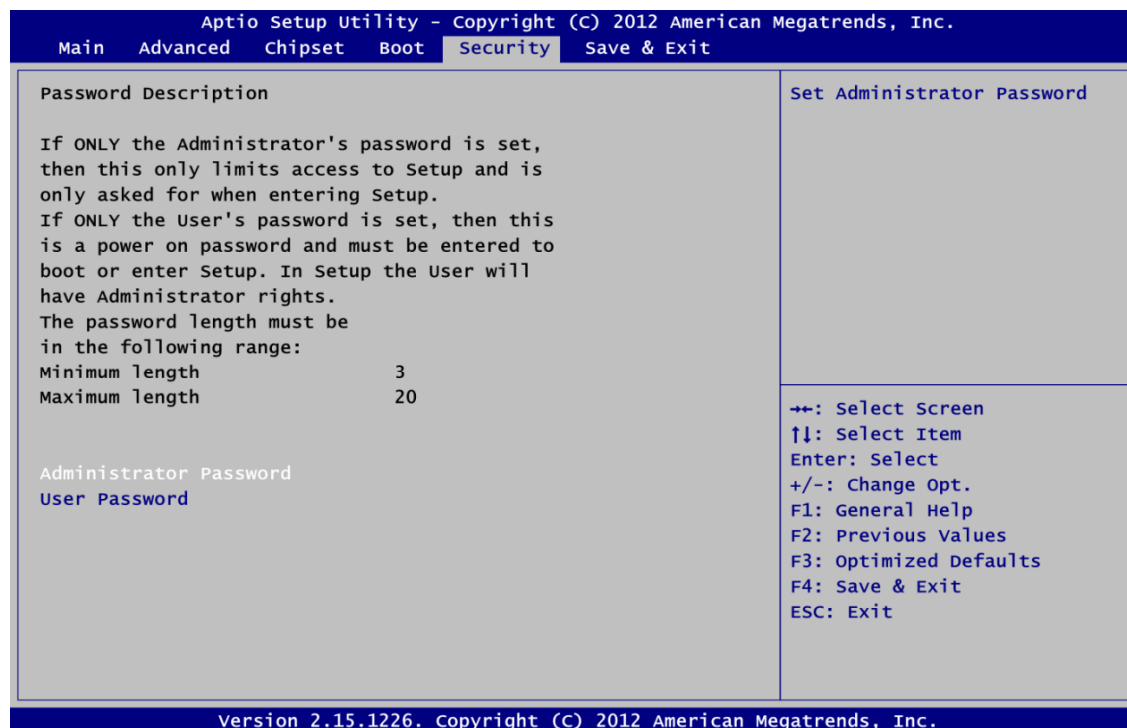 Aptio Setup Utility - Copyright (C) 2012 American Megatrends, Inc.
Main Advanced Chipset Boot Security Save & Exit
Password Description
If ONLY the Administrator's password is set,
then this only limits access to Setup and is
only asked for when entering Setup.
If ONLY the User's password is set, then this
is a power on password and must be entered to
boot or enter Setup. In Setup the User will
have Administrator rights.
The password length must be
in the following range:
Minimum length 3
Maximum length 20
Administrator Password
User Password
Set Administrator Password
→←: Select Screen
↑↓: Select Item
Enter: Select
+/-: Change Opt.
F1: General Help
F2: Previous Values
F3: Optimized Defaults
F4: Save & Exit
ESC: Exit
Version 2.15.1226. Copyright (C) 2012 American Megatrends, Inc.